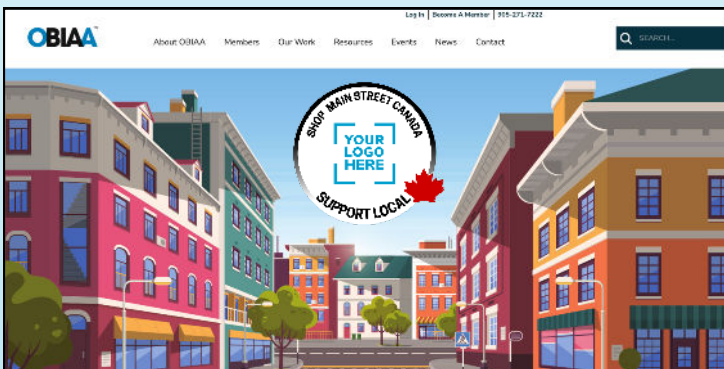 Log In | Become A Member | 905-271-7222
OBIAA™
About OBIAA Members Our Work Resources Events News Contact
SEARCH...
SHOP MAIN STREET CANADA
YOUR
LOGO
HERE
SUPPORT LOCAL